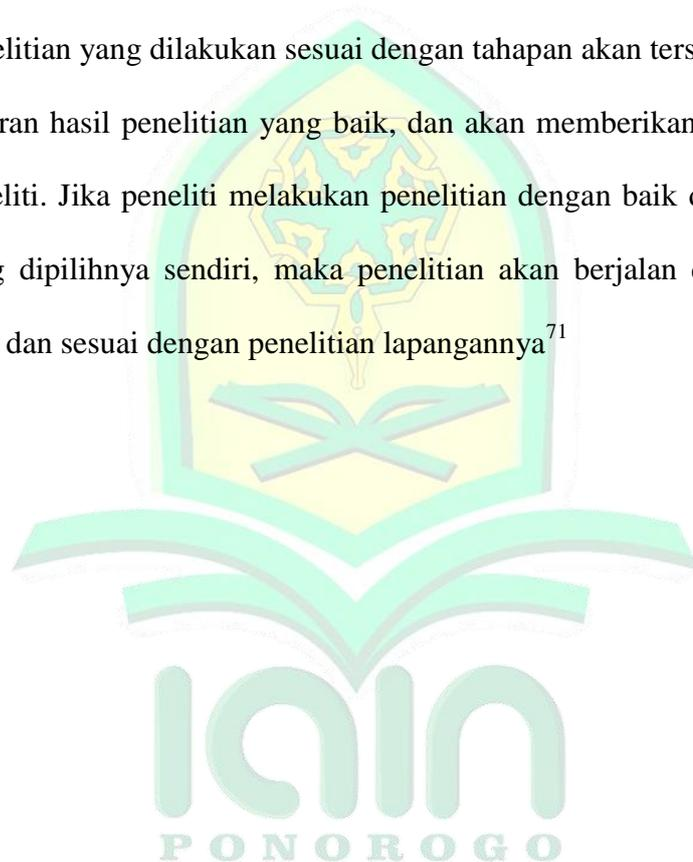 elitian yang dilakukan sesuai dengan tahapan akan ters
ran hasil penelitian yang baik, dan akan memberikan
eliti. Jika peneliti melakukan penelitian dengan baik
g dipilihnya sendiri, maka penelitian akan berjalan
dan sesuai dengan penelitian lapangannya71
IAIN
PONOROGO